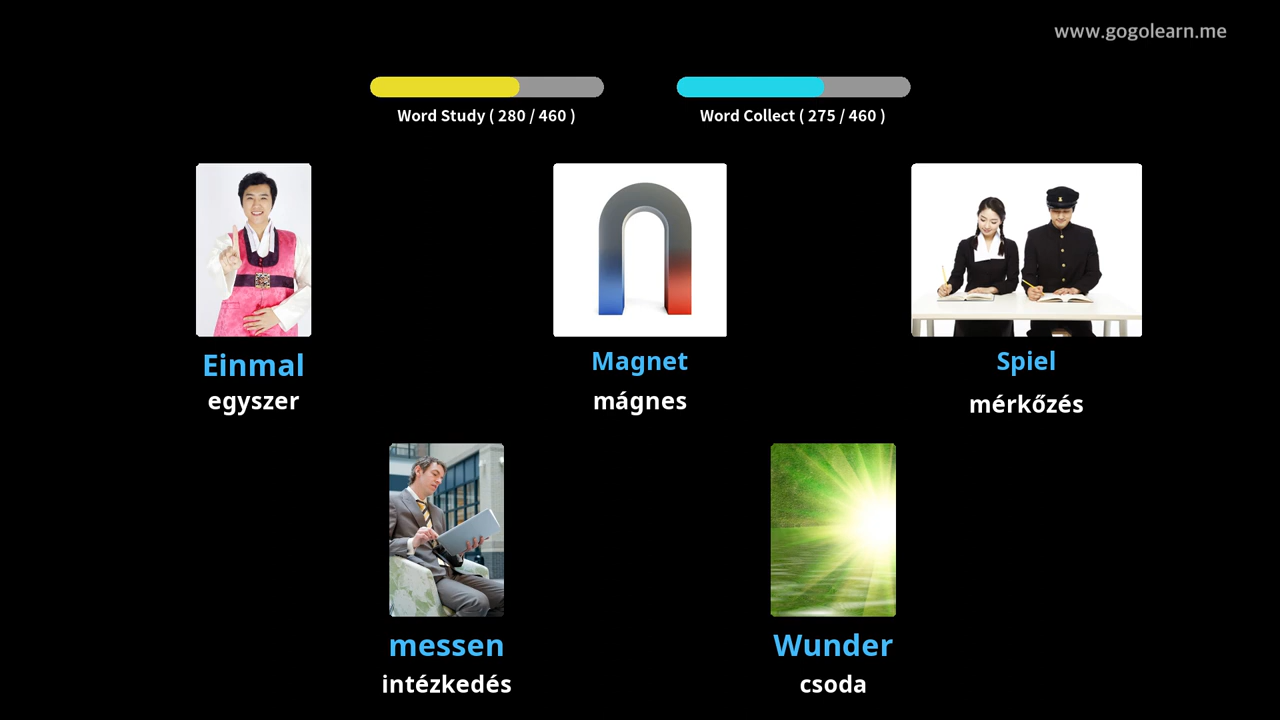 www.gogolearn.me
Word Study ( 280 / 460 )
Word Collect ( 275 / 460 )
Einmal
egyszer
Magnet
mágnes
Spiel
mérkőzés
messen
intézkedés
Wunder
csoda